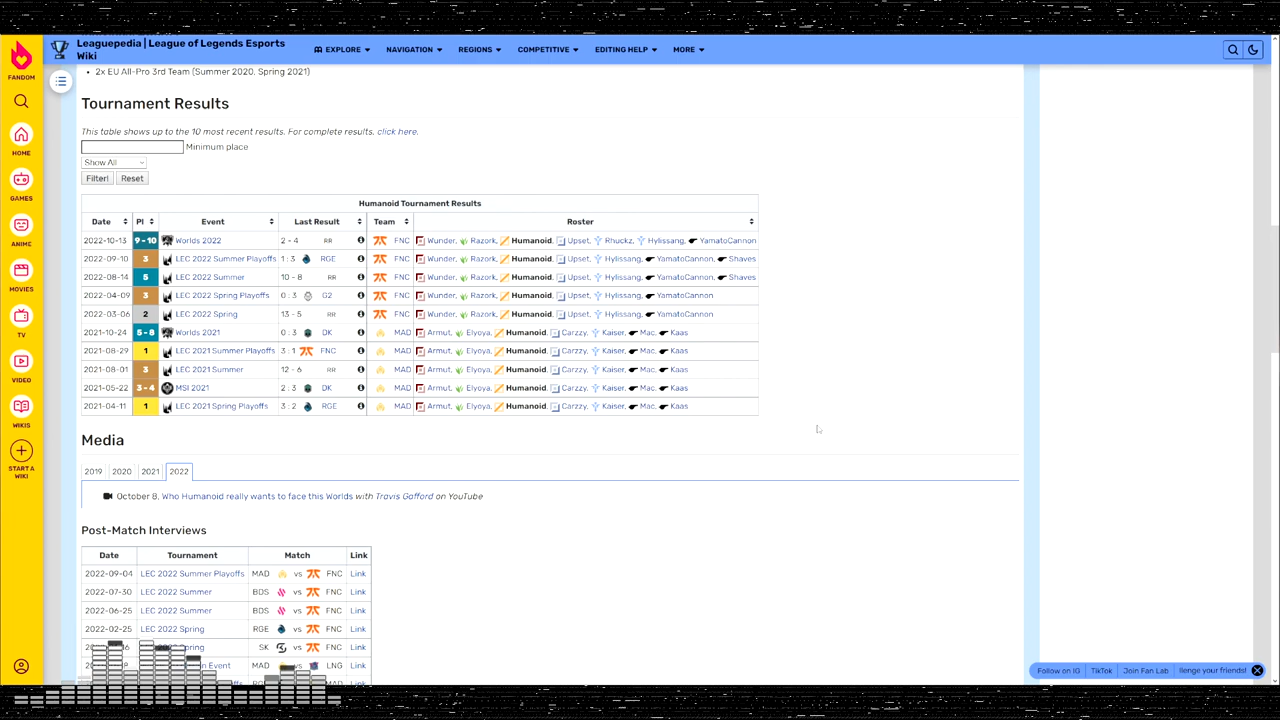 Leaguepedia | League of Legends Esports Wiki
EXPLORE NAVIGATION REGIONS COMPETITIVE EDITING HELP MORE
FANDOM
HOME
GAMES
ANIME
MOVIES
TV
VIDEO
WIKIS
START A WIKI
2x EU All-Pro 3rd Team (Summer 2020, Spring 2021)
Tournament Results
This table shows up to the 10 most recent results. For complete results, click here.
Minimum place
Show All
Filter! Reset
Humanoid Tournament Results
Date Pl Event Last Result Team Roster
2022-10-13 9 - 10 Worlds 2022 2 - 4 RR FNC Wunder, Razork, Humanoid, Upset, Rhuckz, Hylissang, YamatoCannon
2022-09-10 3 LEC 2022 Summer Playoffs 1 : 3 RGE FNC Wunder, Razork, Humanoid, Upset, Hylissang, YamatoCannon, Shaves
2022-08-14 5 LEC 2022 Summer 10 - 8 RR FNC Wunder, Razork, Humanoid, Upset, Hylissang, YamatoCannon, Shaves
2022-04-09 3 LEC 2022 Spring Playoffs 0 : 3 G2 FNC Wunder, Razork, Humanoid, Upset, Hylissang, YamatoCannon
2022-03-06 2 LEC 2022 Spring 13 - 5 RR FNC Wunder, Razork, Humanoid, Upset, Hylissang, YamatoCannon
2021-10-24 5 - 8 Worlds 2021 0 : 3 DK MAD Armut, Elyoya, Humanoid, Carzzy, Kaiser, Mac, Kaas
2021-08-29 1 LEC 2021 Summer Playoffs 3 : 1 FNC MAD Armut, Elyoya, Humanoid, Carzzy, Kaiser, Mac, Kaas
2021-08-01 3 LEC 2021 Summer 12 - 6 RR MAD Armut, Elyoya, Humanoid, Carzzy, Kaiser, Mac, Kaas
2021-05-22 3 - 4 MSI 2021 2 : 3 DK MAD Armut, Elyoya, Humanoid, Carzzy, Kaiser, Mac, Kaas
2021-04-11 1 LEC 2021 Spring Playoffs 3 : 2 RGE MAD Armut, Elyoya, Humanoid, Carzzy, Kaiser, Mac, Kaas
Media
2019 2020 2021 2022
October 8, Who Humanoid really wants to face this Worlds with Travis Gafford on YouTube
Post-Match Interviews
Date Tournament Match Link
2022-09-04 LEC 2022 Summer Playoffs MAD vs FNC Link
2022-07-30 LEC 2022 Summer BDS vs FNC Link
2022-06-25 LEC 2022 Summer BDS vs FNC Link
2022-02-25 LEC 2022 Spring RGE vs FNC Link
Spring SK vs FNC Link
Event MAD vs LNG Link
Follow on IG TikTok Join Fan Lab llenge your friends!